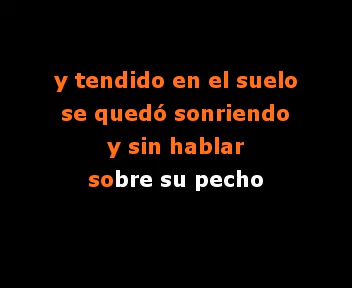 y tendido en el suelo
se quedó sonriendo
y sin hablar
sobre su pecho